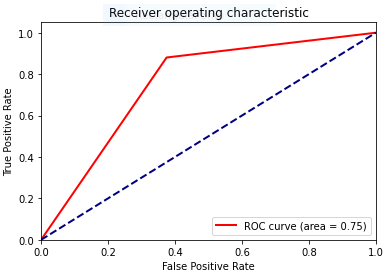 Receiver operating characteristic
True Positive Rate
1.0
0.8
0.6
0.4
0.2
0.0
ROC curve (area = 0.75)
0.0 0.2 0.4 0.6 0.8 1.0
False Positive Rate